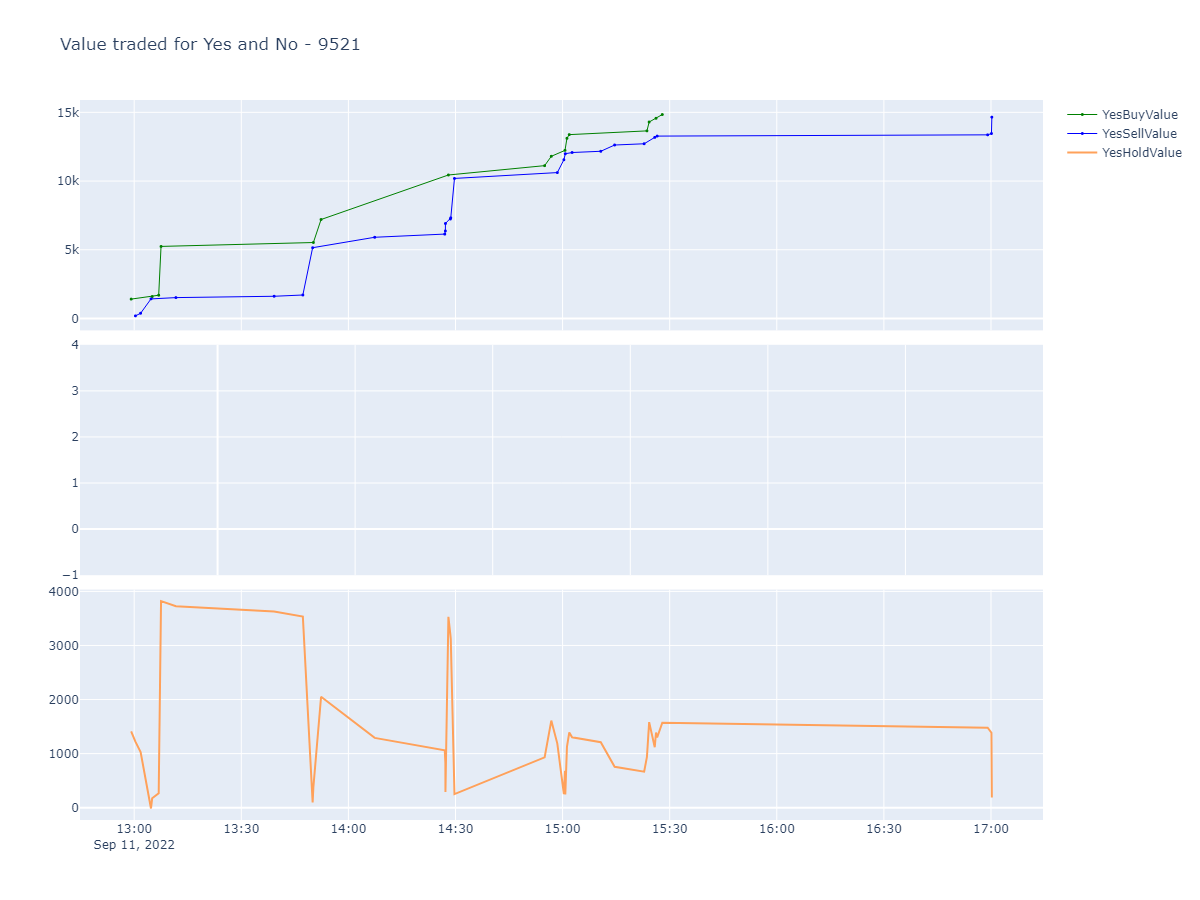 Value traded for Yes and No - 9521
15k
10k
5k
0
YesBuyValue
YesSellValue
YesHoldValue
4
3
2
1
0
−1
4000
3000
2000
1000
0
13:00 13:30 14:00 14:30 15:00 15:30 16:00 16:30 17:00
Sep 11, 2022